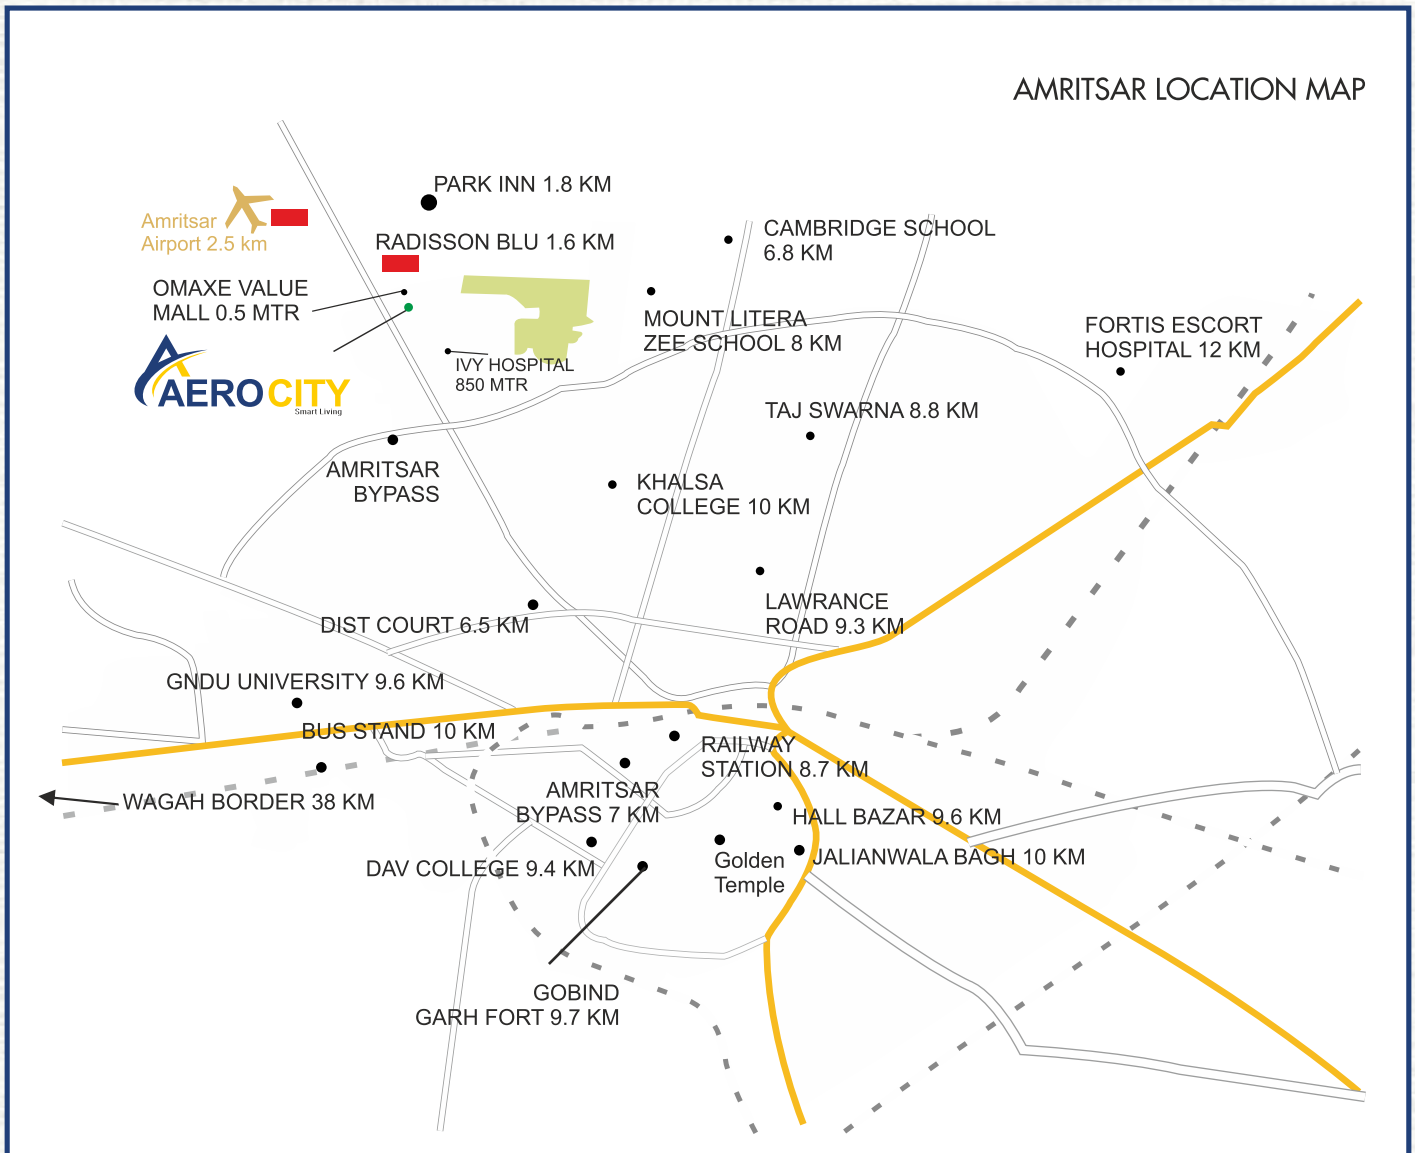 AMRITSAR LOCATION MAP
PARK INN 1.8 KM
Amritsar
Airport 2.5 km
RADISSON BLU 1.6 KM
CAMBRIDGE SCHOOL
6.8 KM
OMAXE VALUE
MALL 0.5 MTR
MOUNT LITERA
ZEE SCHOOL 8 KM
FORTIS ESCORT
HOSPITAL 12 KM
IVY HOSPITAL
850 MTR
AEROCITY
Smart Living
TAJ SWARNA 8.8 KM
AMRITSAR
BYPASS
KHALSA
COLLEGE 10 KM
LAWRANCE
ROAD 9.3 KM
DIST COURT 6.5 KM
GNDU UNIVERSITY 9.6 KM
BUS STAND 10 KM
RAILWAY
STATION 8.7 KM
WAGAH BORDER 38 KM
AMRITSAR
BYPASS 7 KM
HALL BAZAR 9.6 KM
DAV COLLEGE 9.4 KM
Golden
Temple
JALIANWALA BAGH 10 KM
GOBIND
GARH FORT 9.7 KM